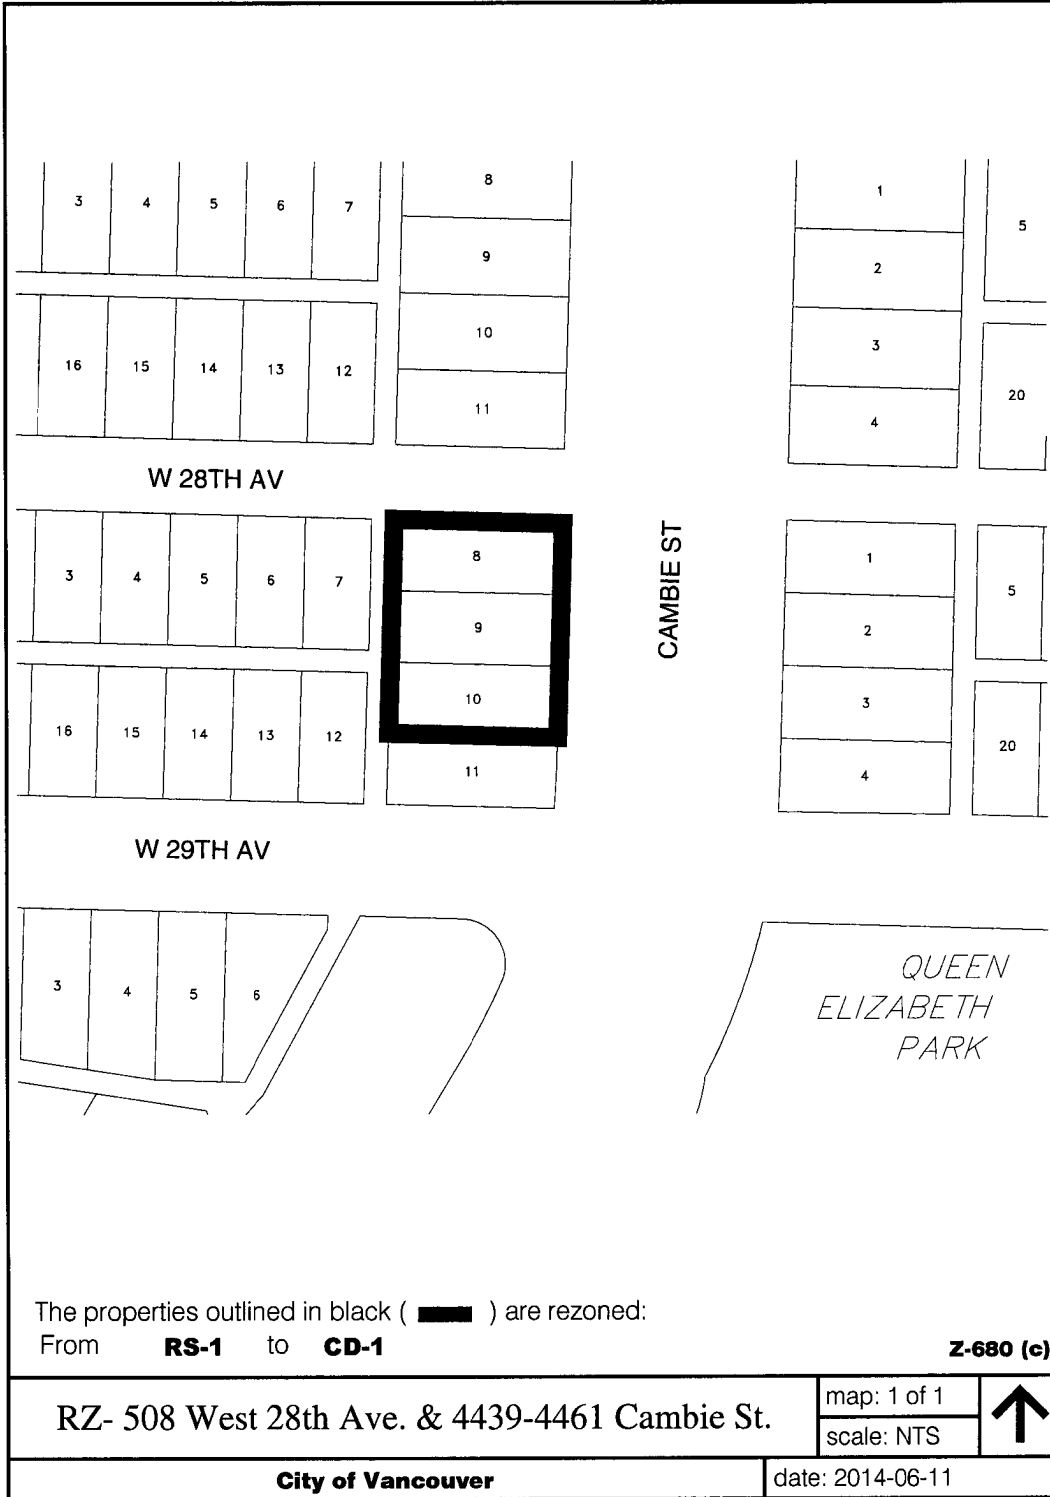 3 4 5 6 7 8 1 5
9 2
10 3
16 15 14 13 12 11 4 20
W 28TH AV
CAMBIE ST
3 4 5 6 7 8 1 5
9 2
10 3
16 15 14 13 12 11 4 20
W 29TH AV
3 4 5 6
QUEEN
ELIZABETH
PARK
The properties outlined in black ( ) are rezoned:
From RS-1 to CD-1
Z-680 (c)
RZ- 508 West 28th Ave. & 4439-4461 Cambie St.
map: 1 of 1
scale: NTS
City of Vancouver
date: 2014-06-11